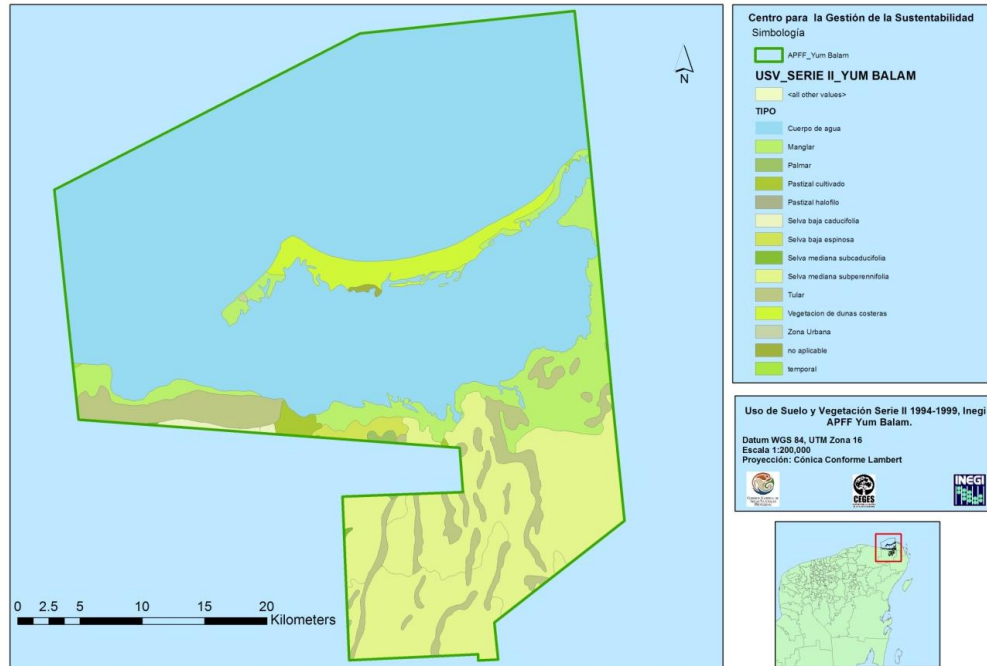 N
0 2.5 5 10 15 20
Kilometers
Centro para la Gestión de la Sustentabilidad
Simbología
APFF_Yum Balam
USV_SERIE II_YUM BALAM
<all other values>
TIPO
Cuerpo de agua
Manglar
Palmar
Pastizal cultivado
Pastizal halofilo
Selva baja caducifolia
Selva baja espinosa
Selva mediana subcaducifolia
Selva mediana subperennifolia
Tular
Vegetacion de dunas costeras
Zona Urbana
no aplicable
temporal
Uso de Suelo y Vegetación Serie II 1994-1999, Inegi
APFF Yum Balam.
Datum WGS 84, UTM Zona 16
Escala 1:200,000
Proyección: Cónica Conforme Lambert
CEGES
INEGI